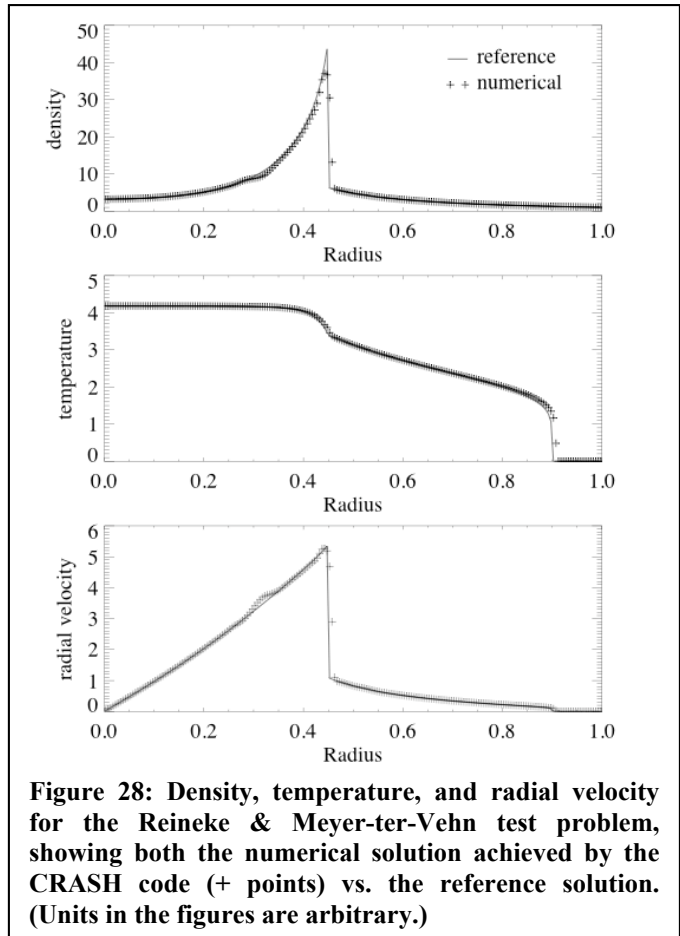 50
40
30
20
10
0
density
— reference
+ + numerical
0.0 0.2 0.4 0.6 0.8 1.0
Radius
5
4
3
2
1
0
temperature
0.0 0.2 0.4 0.6 0.8 1.0
Radius
6
5
4
3
2
1
0
radial velocity
0.0 0.2 0.4 0.6 0.8 1.0
Radius
Figure 28: Density, temperature, and radial velocity
for the Reineke & Meyer-ter-Vehn test problem,
showing both the numerical solution achieved by the
CRASH code (+ points) vs. the reference solution.
(Units in the figures are arbitrary.)